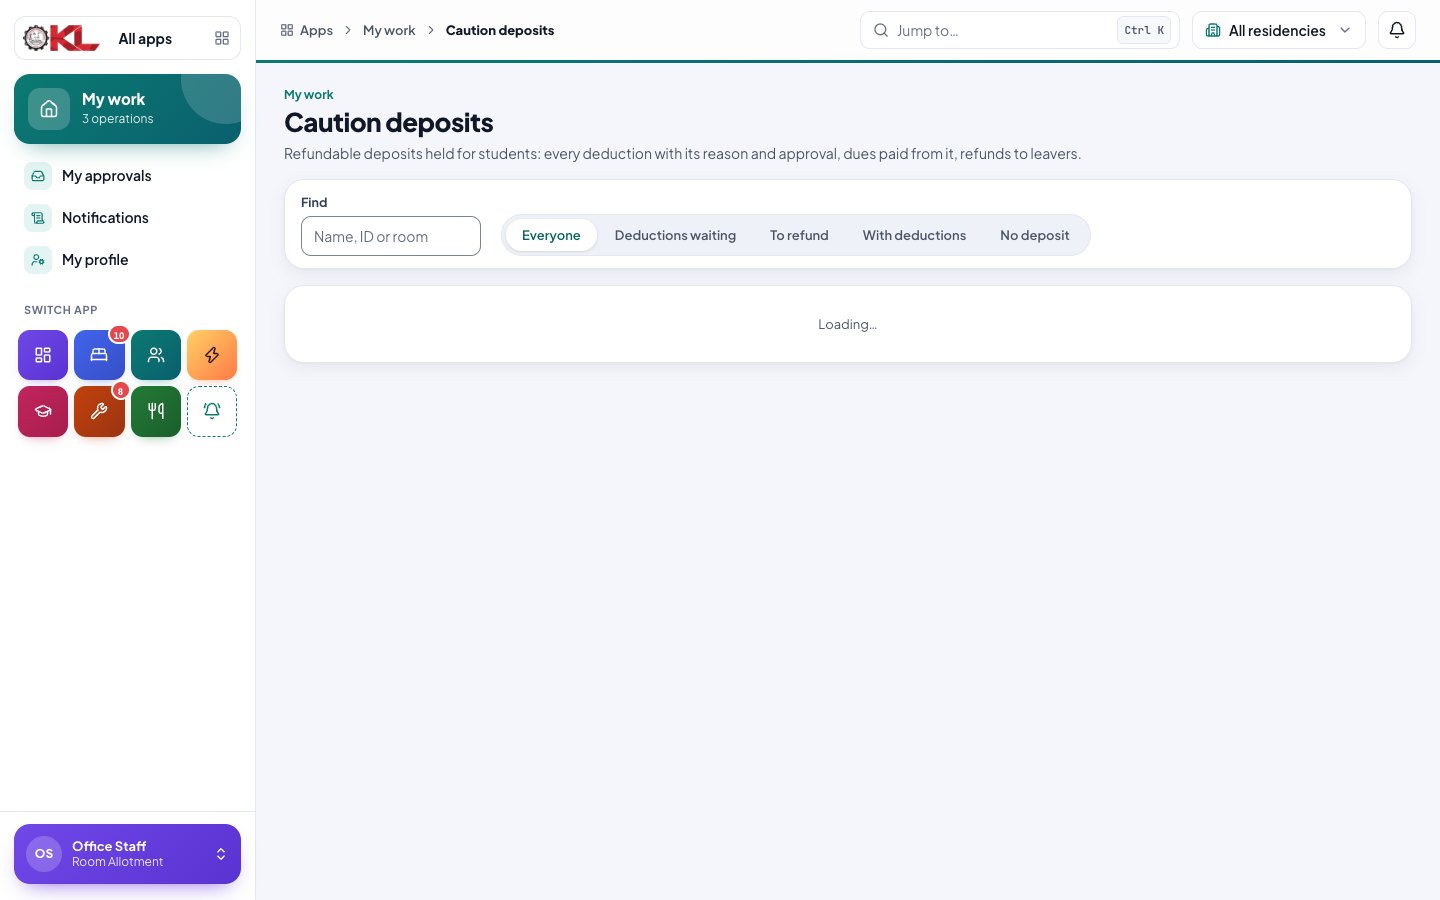 KL
All apps
My work
3 operations
My approvals
Notifications
My profile
SWITCH APP
10
8
OS
Office Staff
Room Allotment
Apps
My work
Caution deposits
Jump to...
Ctrl K
All residencies
My work
Caution deposits
Refundable deposits held for students: every deduction with its reason and approval, dues paid from it, refunds to leavers.
Find
Name, ID or room
Everyone
Deductions waiting
To refund
With deductions
No deposit
Loading...